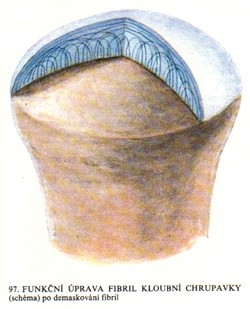 97. FUNKČNÍ ÚPRAVA FIBRIL KLOUBNÍ CHRUPAVKY
(schéma) po demaskování fibril